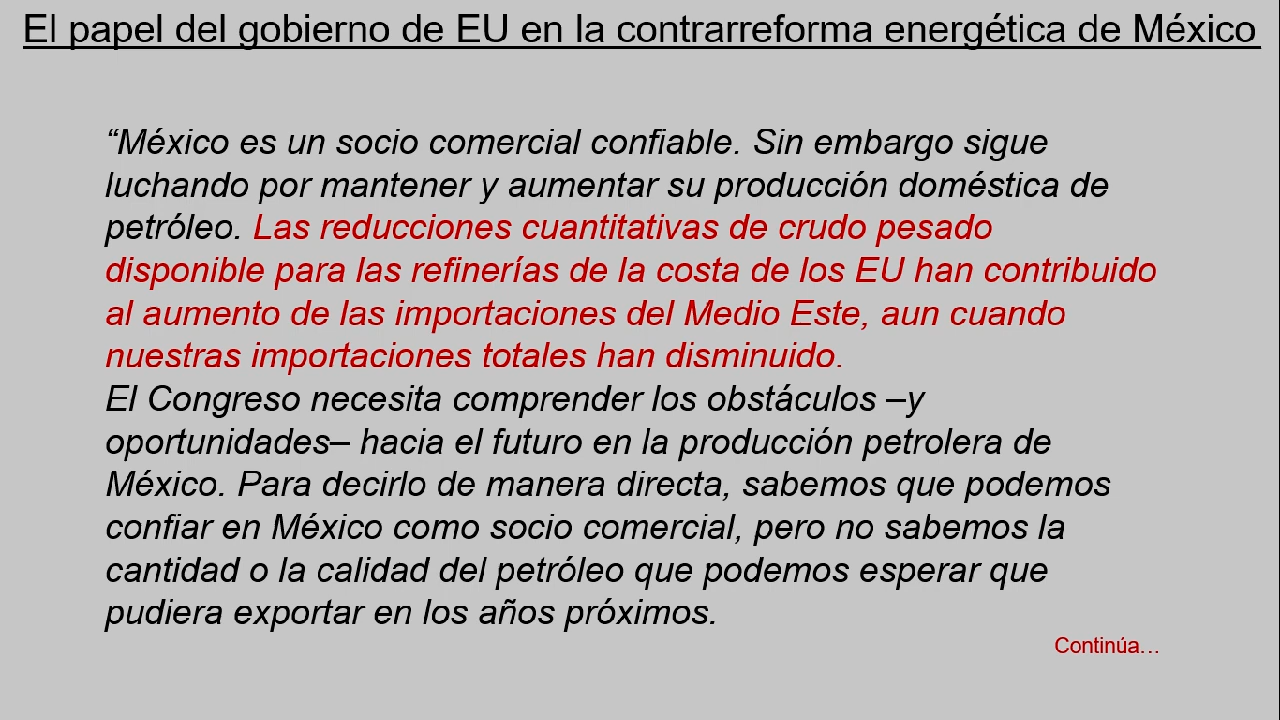 El papel del gobierno de EU en la contrarreforma energética de México
“México es un socio comercial confiable. Sin embargo sigue
luchando por mantener y aumentar su producción doméstica de
petróleo. Las reducciones cuantitativas de crudo pesado
disponible para las refinerías de la costa de los EU han contribuido
al aumento de las importaciones del Medio Este, aun cuando
nuestras importaciones totales han disminuido.
El Congreso necesita comprender los obstáculos –y
oportunidades– hacia el futuro en la producción petrolera de
México. Para decirlo de manera directa, sabemos que podemos
confiar en México como socio comercial, pero no sabemos la
cantidad o la calidad del petróleo que podemos esperar que
pudiera exportar en los años próximos.
Continúa…